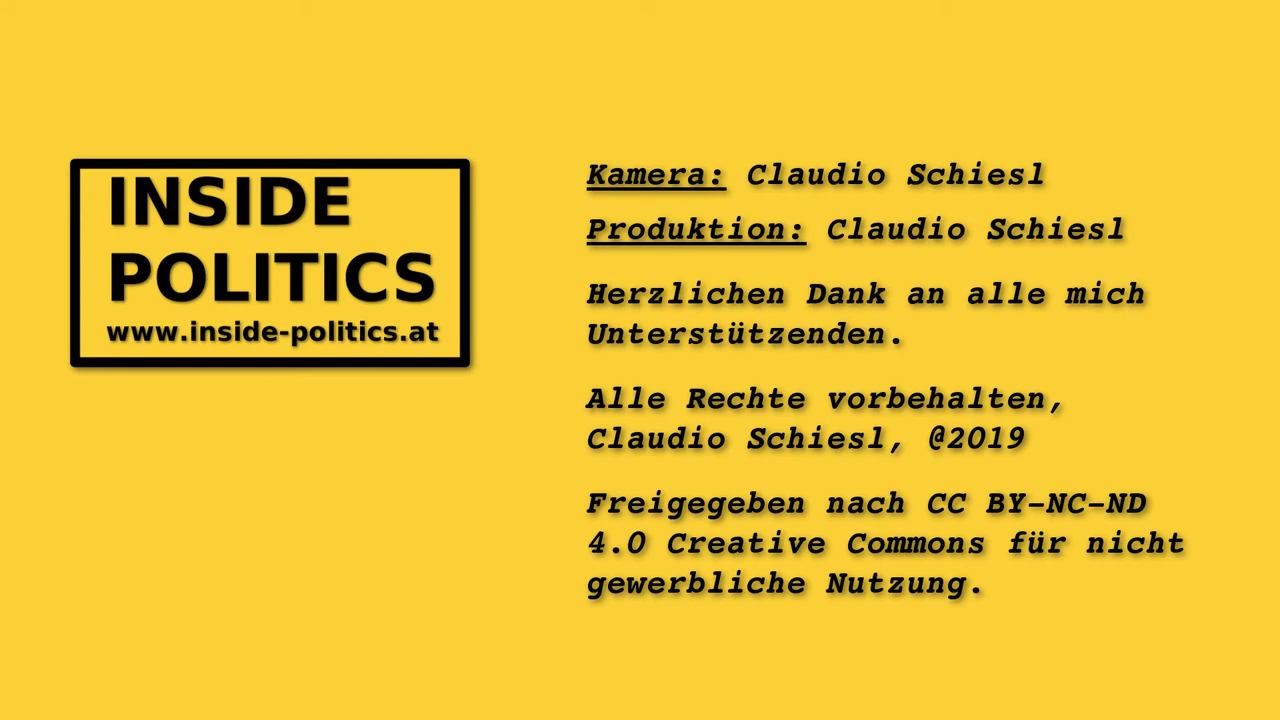 INSIDE
POLITICS
www.inside-politics.at
Kamera: Claudio Schiesl
Produktion: Claudio Schiesl
Herzlichen Dank an alle mich
Unterstützenden.
Alle Rechte vorbehalten,
Claudio Schiesl, @2019
Freigegeben nach CC BY-NC-ND
4.0 Creative Commons für nicht
gewerbliche Nutzung.